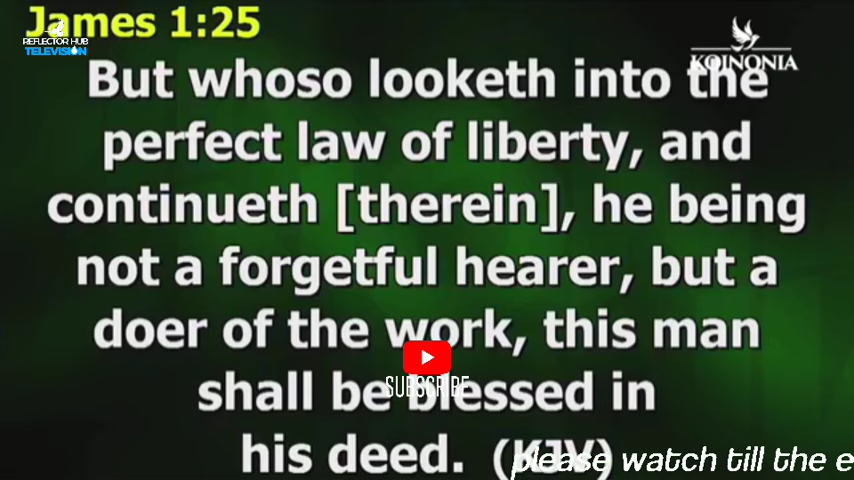 James 1:25
REFLECTOR HUB
TELEVISION
KOINONIA
But whoso looketh into the
perfect law of liberty, and
continueth [therein], he being
not a forgetful hearer, but a
doer of the work, this man
shall be blessed in
SUBSCRIBE
his deed. (KJV)
please watch till the e